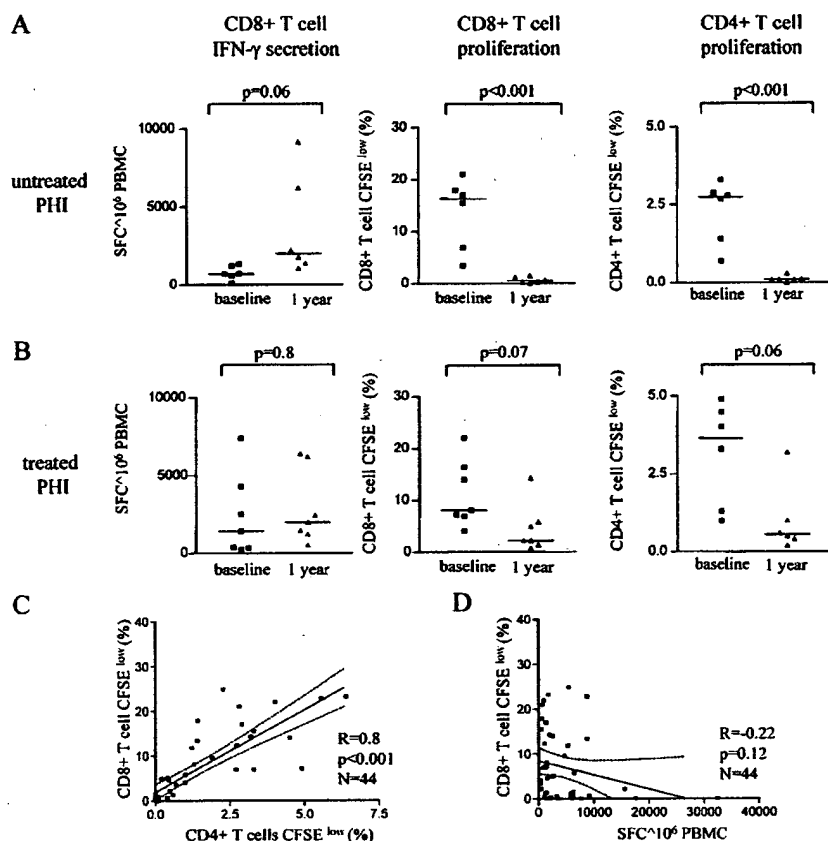 A
CD8+ T cell
IFN-γ secretion
CD8+ T cell
proliferation
CD4+ T cell
proliferation
untreated
PHI
p=0.06
SFC^10⁶ PBMC
10000
5000
0
baseline
1 year
p<0.001
CD8+ T cell CFSE low (%)
30
20
10
0
baseline
1 year
p<0.001
CD4+ T cell CFSE low (%)
5.0
2.5
0.0
baseline
1 year
B
treated
PHI
p=0.8
SFC^10⁶ PBMC
10000
5000
0
baseline
1 year
p=0.07
CD8+ T cell CFSE low (%)
30
20
10
0
baseline
1 year
p=0.06
CD4+ T cell CFSE low (%)
5.0
2.5
0.0
baseline
1 year
C
CD8+ T cell CFSE low (%)
40
30
20
10
0
0.0
2.5
5.0
7.5
CD4+ T cells CFSE low (%)
R=0.8
p<0.001
N=44
D
CD8+ T cell CFSE low (%)
40
30
20
10
0
0
10000
20000
30000
40000
SFC^10⁶ PBMC
R=-0.22
p=0.12
N=44